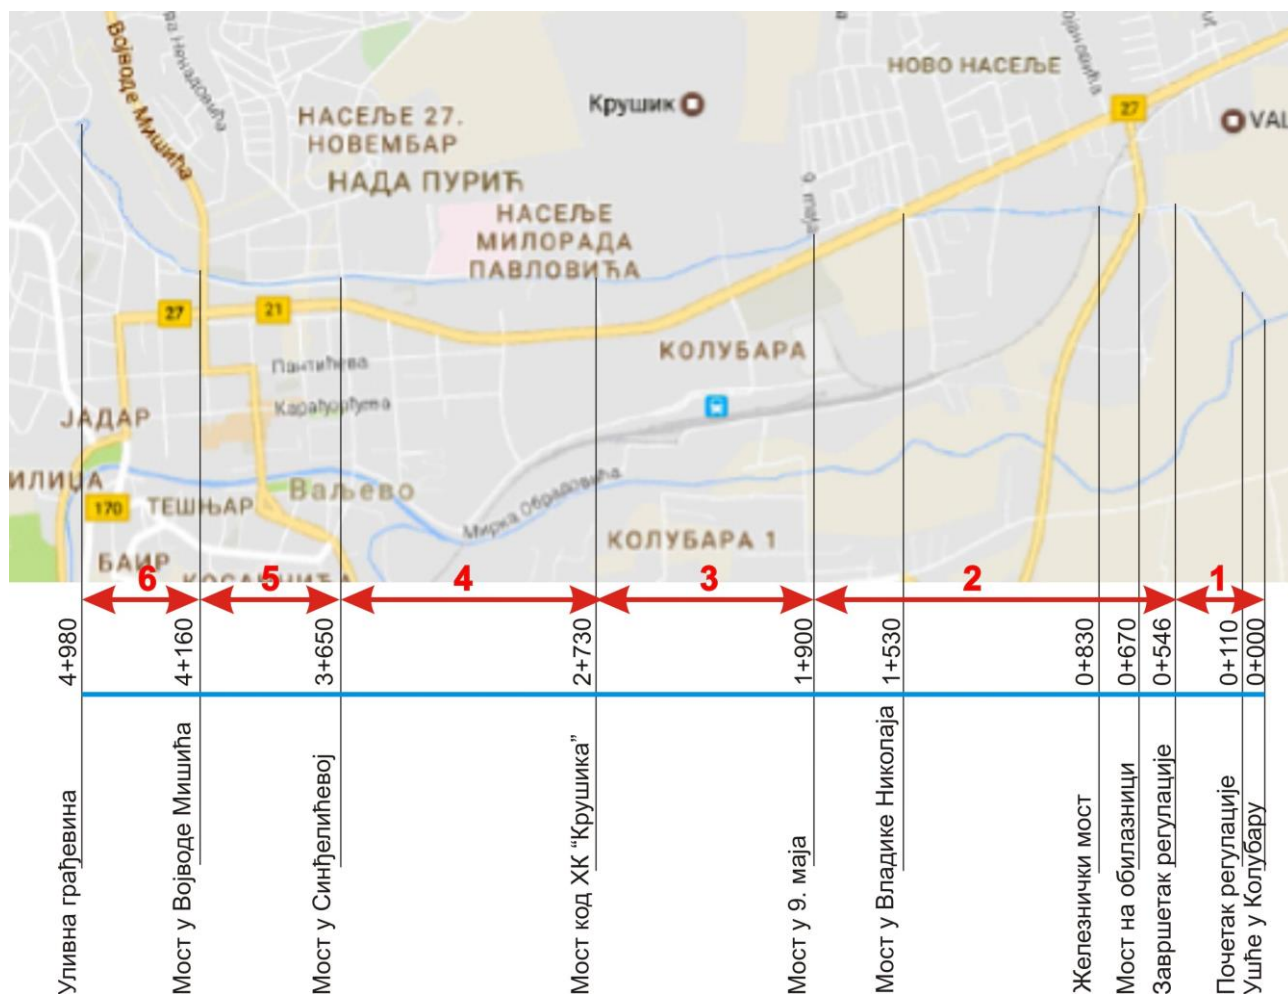 Војводе Мишића
ва Ненадовића
НАСЕЉЕ 27.
НОВЕМБАР
НАДА ПУРИЋ
НАСЕЉЕ
МИЛОРАДА
ПАВЛОВИЋА
Крушик
НОВО НАСЕЉЕ
27
VAL
9. maja
27
21
Пантићева
Карађорђева
КОЛУБАРА
ЈАДАР
ИЛИЏА
170
ТЕШЊАР
Ваљево
Мирка Обрадовића
КОЛУБАРА 1
БАИР
6
5
4
3
2
1
4+980
4+160
3+650
2+730
1+900
1+530
0+830
0+670
0+546
0+110
0+000
Уливна грађевина
Мост у Војводе Мишића
Мост у Синђелићевој
Мост код ХК “Крушика”
Мост у 9. маја
Мост у Владике Николаја
Железнички мост
Мост на обилазници
Завршетак регулације
Почетак регулације
Ушће у Колубару